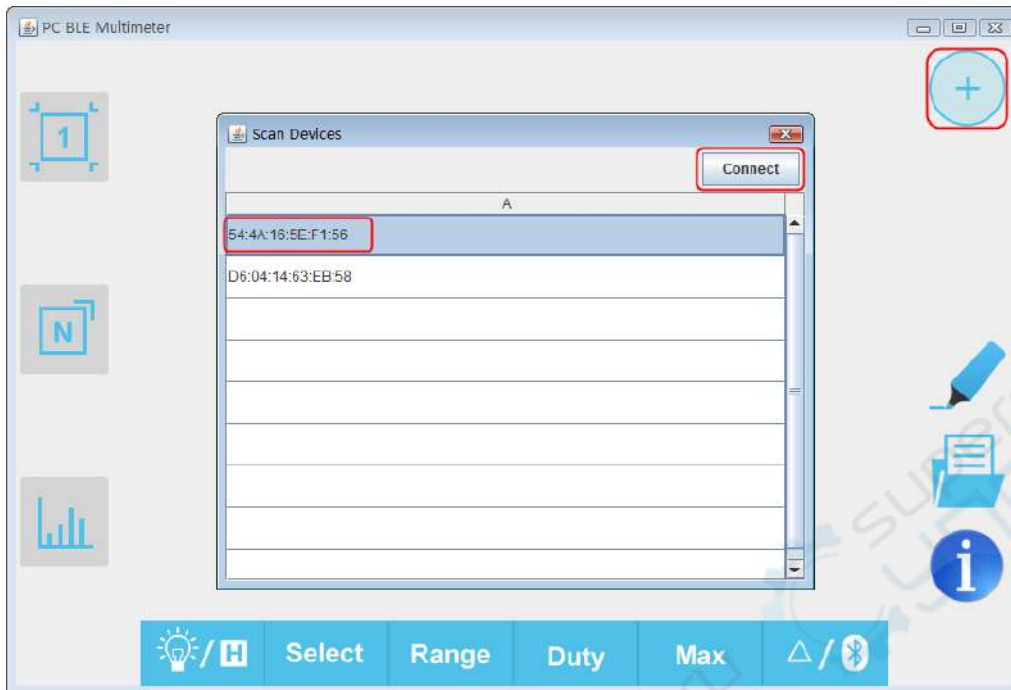 PC BLE Multimeter
+
1
Scan Devices
Connect
A
54:4A:16:5E:F1:56
D6:04:14:63:EB:58
N
i
/ H Select Range Duty Max △ /